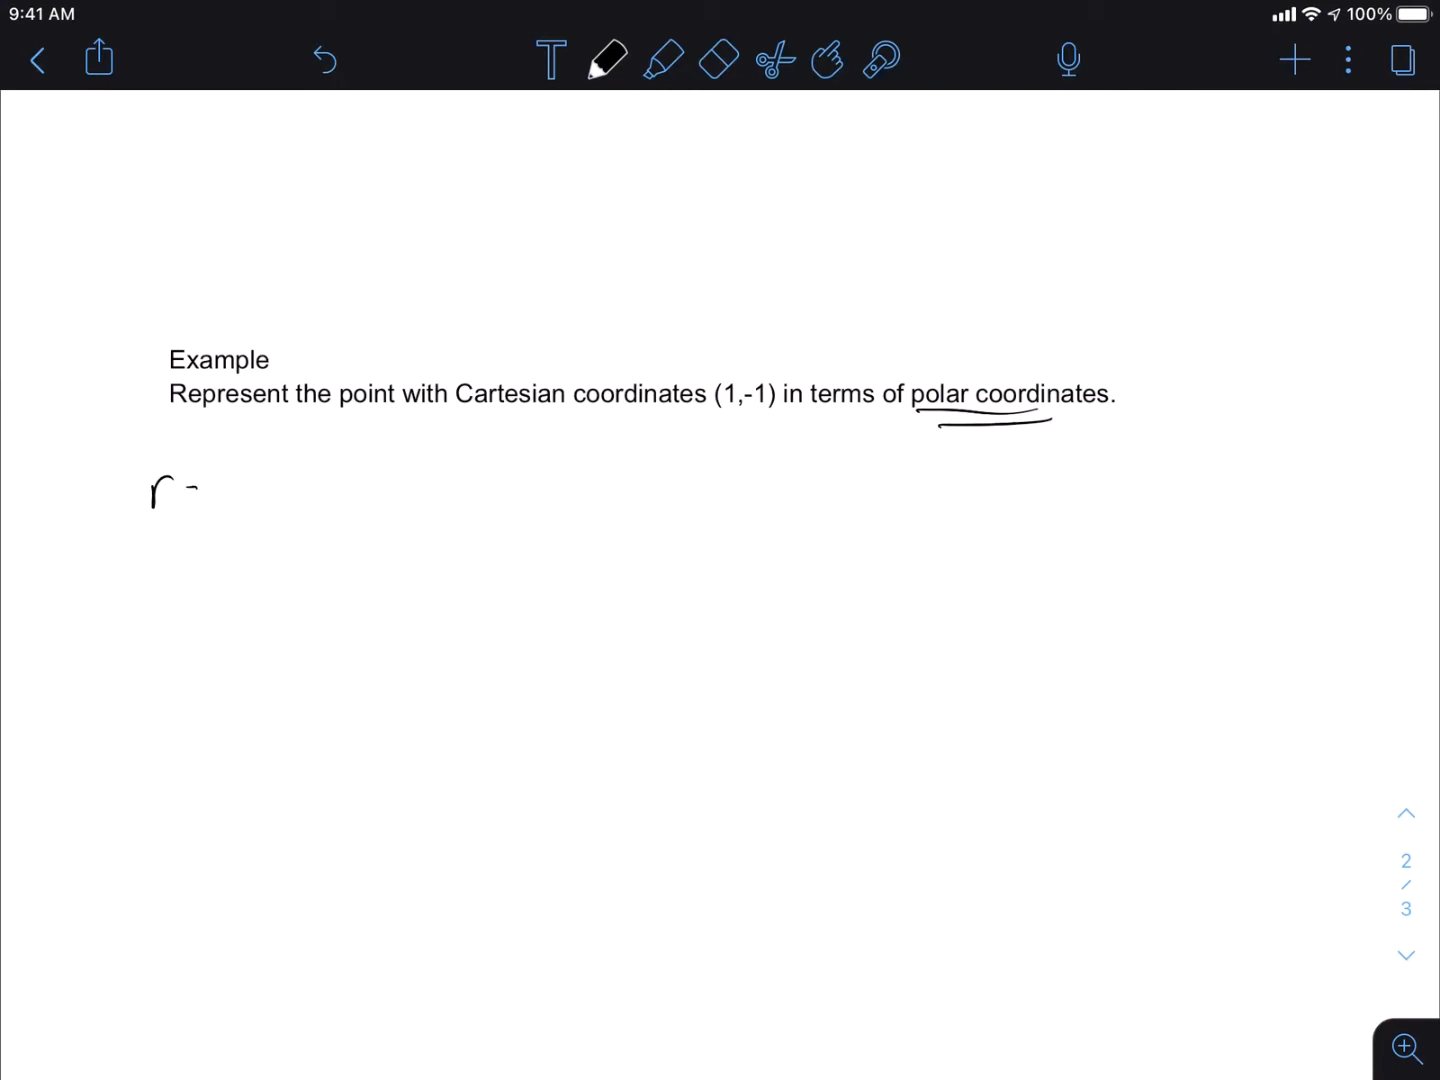 9:41 AM
100%
Example
Represent the point with Cartesian coordinates (1,-1) in terms of polar coordinates.
r -
2
/
3